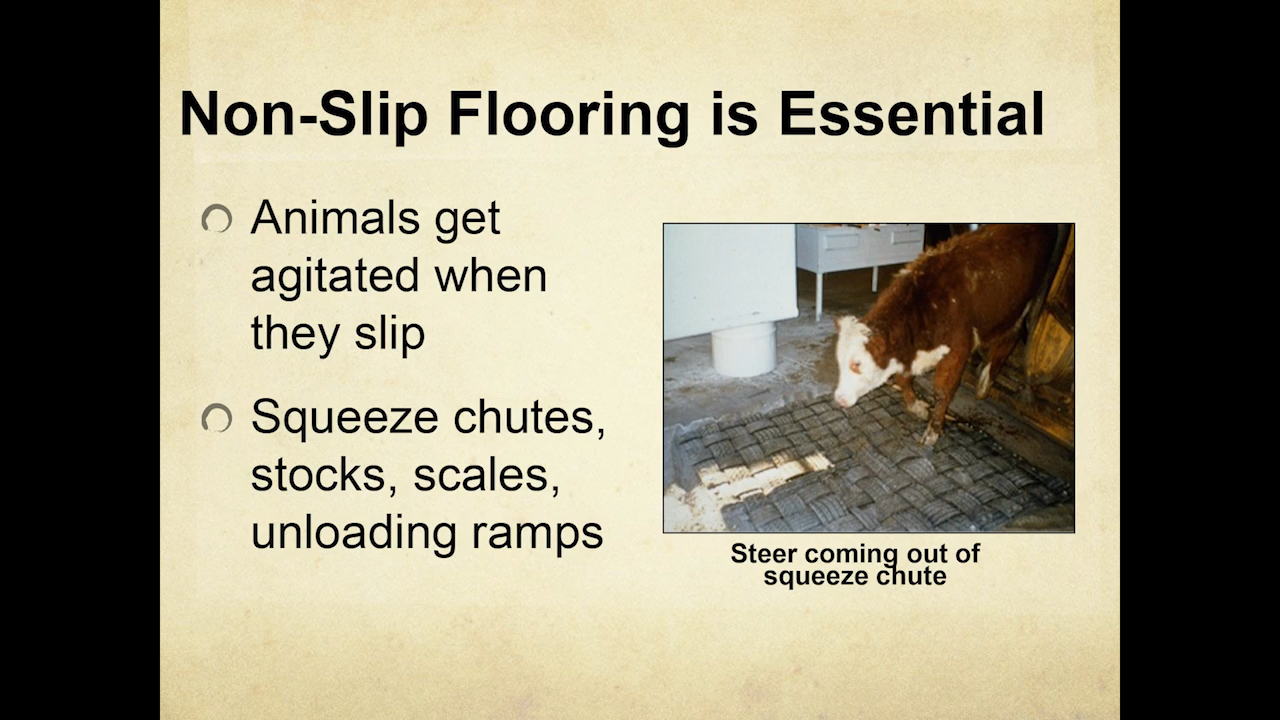 Non-Slip Flooring is Essential
Animals get
agitated when
they slip
Squeeze chutes,
stocks, scales,
unloading ramps
Steer coming out of
squeeze chute